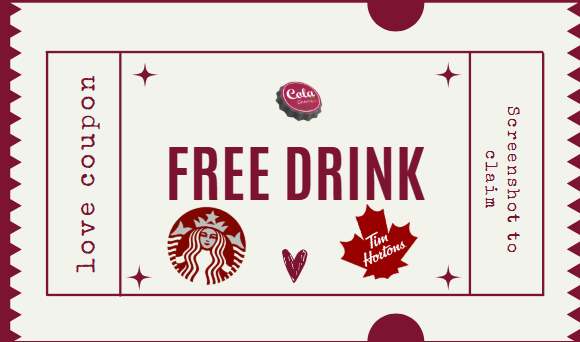 love coupon
Cola
FREE DRINK
Tim
Hortons
Screenshot to
claim